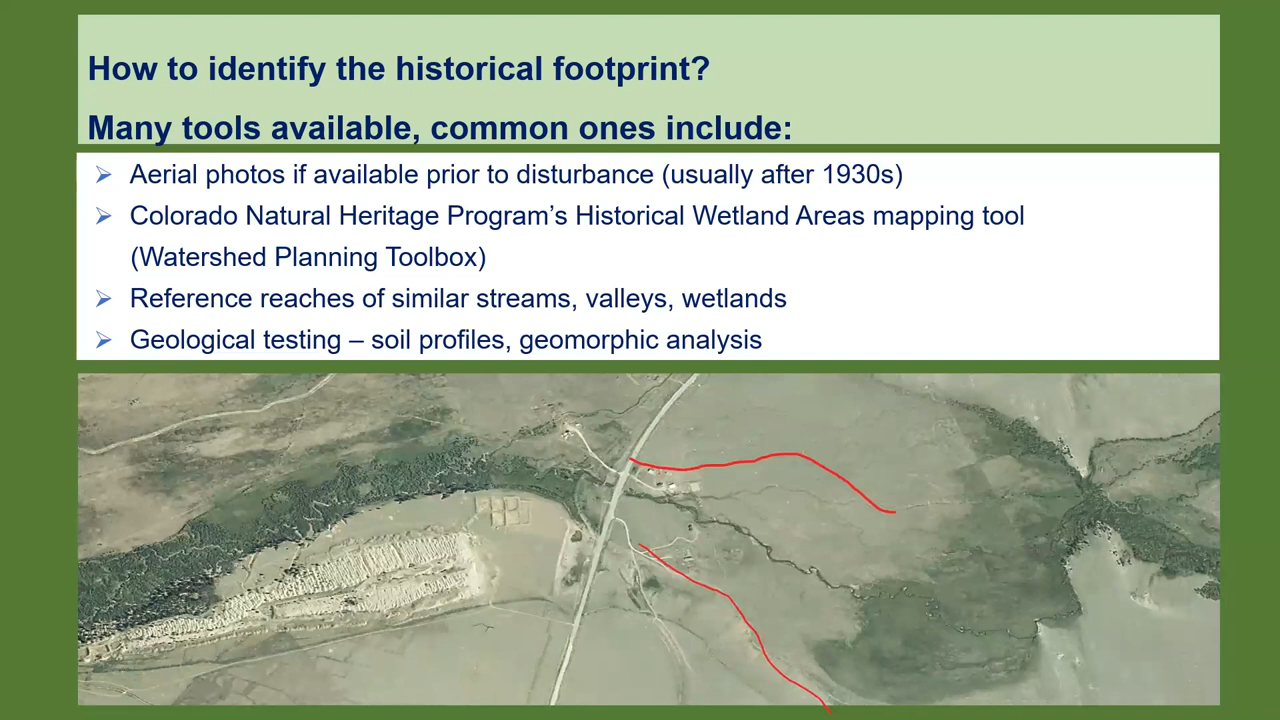 How to identify the historical footprint?
Many tools available, common ones include:
Aerial photos if available prior to disturbance (usually after 1930s)
Colorado Natural Heritage Program’s Historical Wetland Areas mapping tool
(Watershed Planning Toolbox)
Reference reaches of similar streams, valleys, wetlands
Geological testing – soil profiles, geomorphic analysis